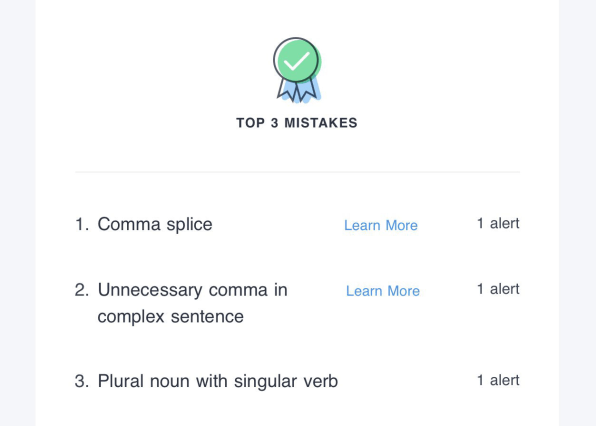 TOP 3 MISTAKES
1. Comma splice Learn More 1 alert
2. Unnecessary comma in Learn More 1 alert
complex sentence
3. Plural noun with singular verb 1 alert